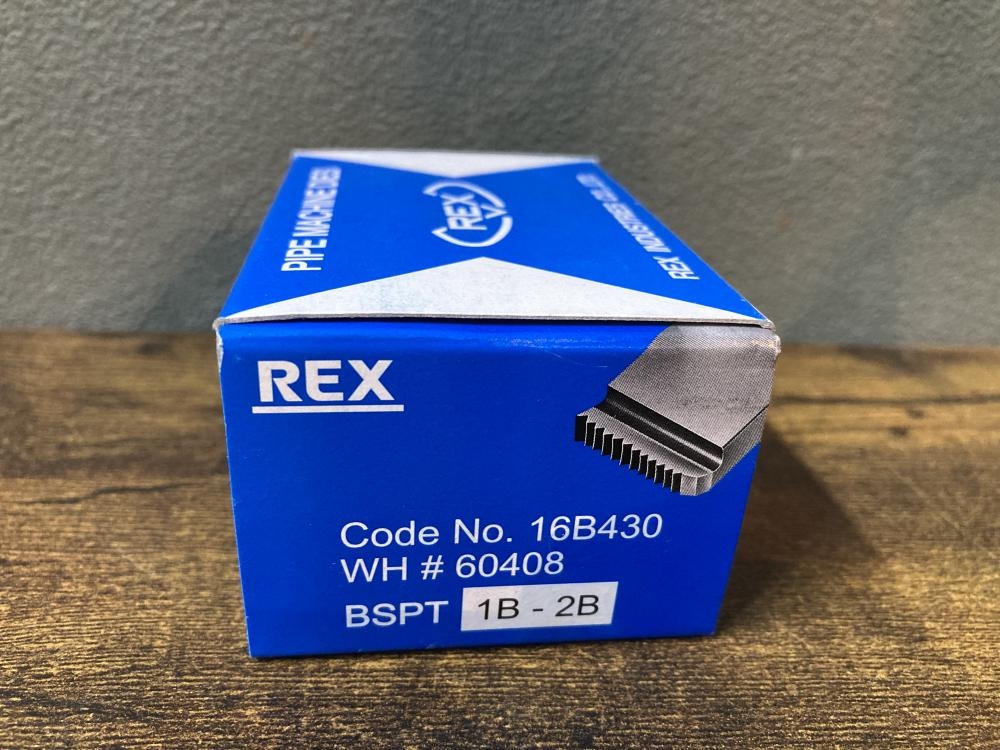 PIPE MACHINE DIES
REX
REX INDUSTRIES CO.,LTD.
REX
Code No. 16B430
WH # 60408
BSPT 1B - 2B